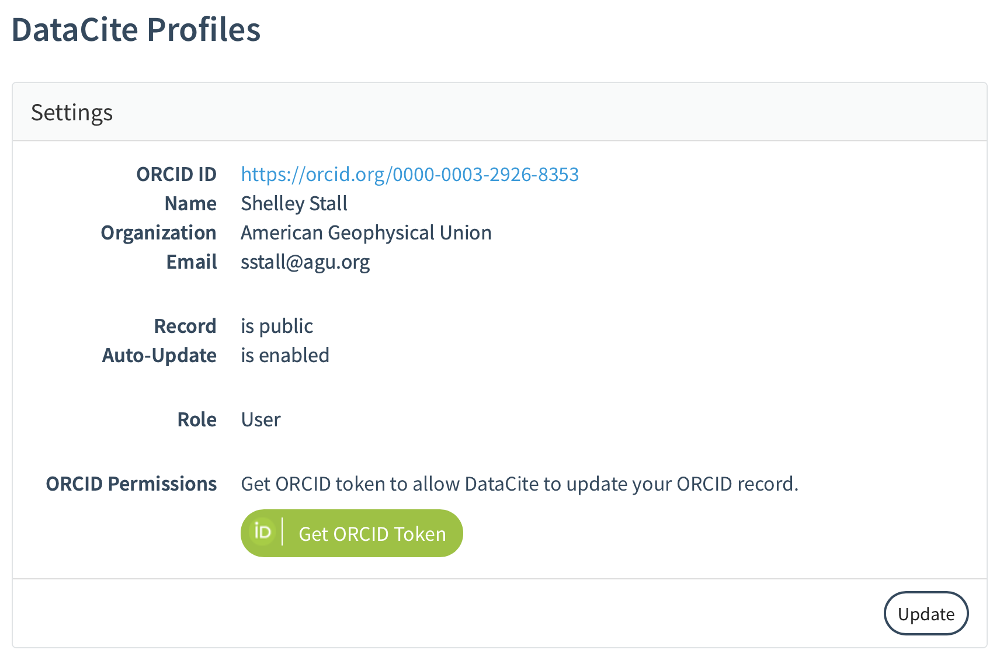 DataCite Profiles
Settings
ORCID ID https://orcid.org/0000-0003-2926-8353
Name Shelley Stall
Organization American Geophysical Union
Email sstall@agu.org
Record is public
Auto-Update is enabled
Role User
ORCID Permissions Get ORCID token to allow DataCite to update your ORCID record.
iD Get ORCID Token
Update